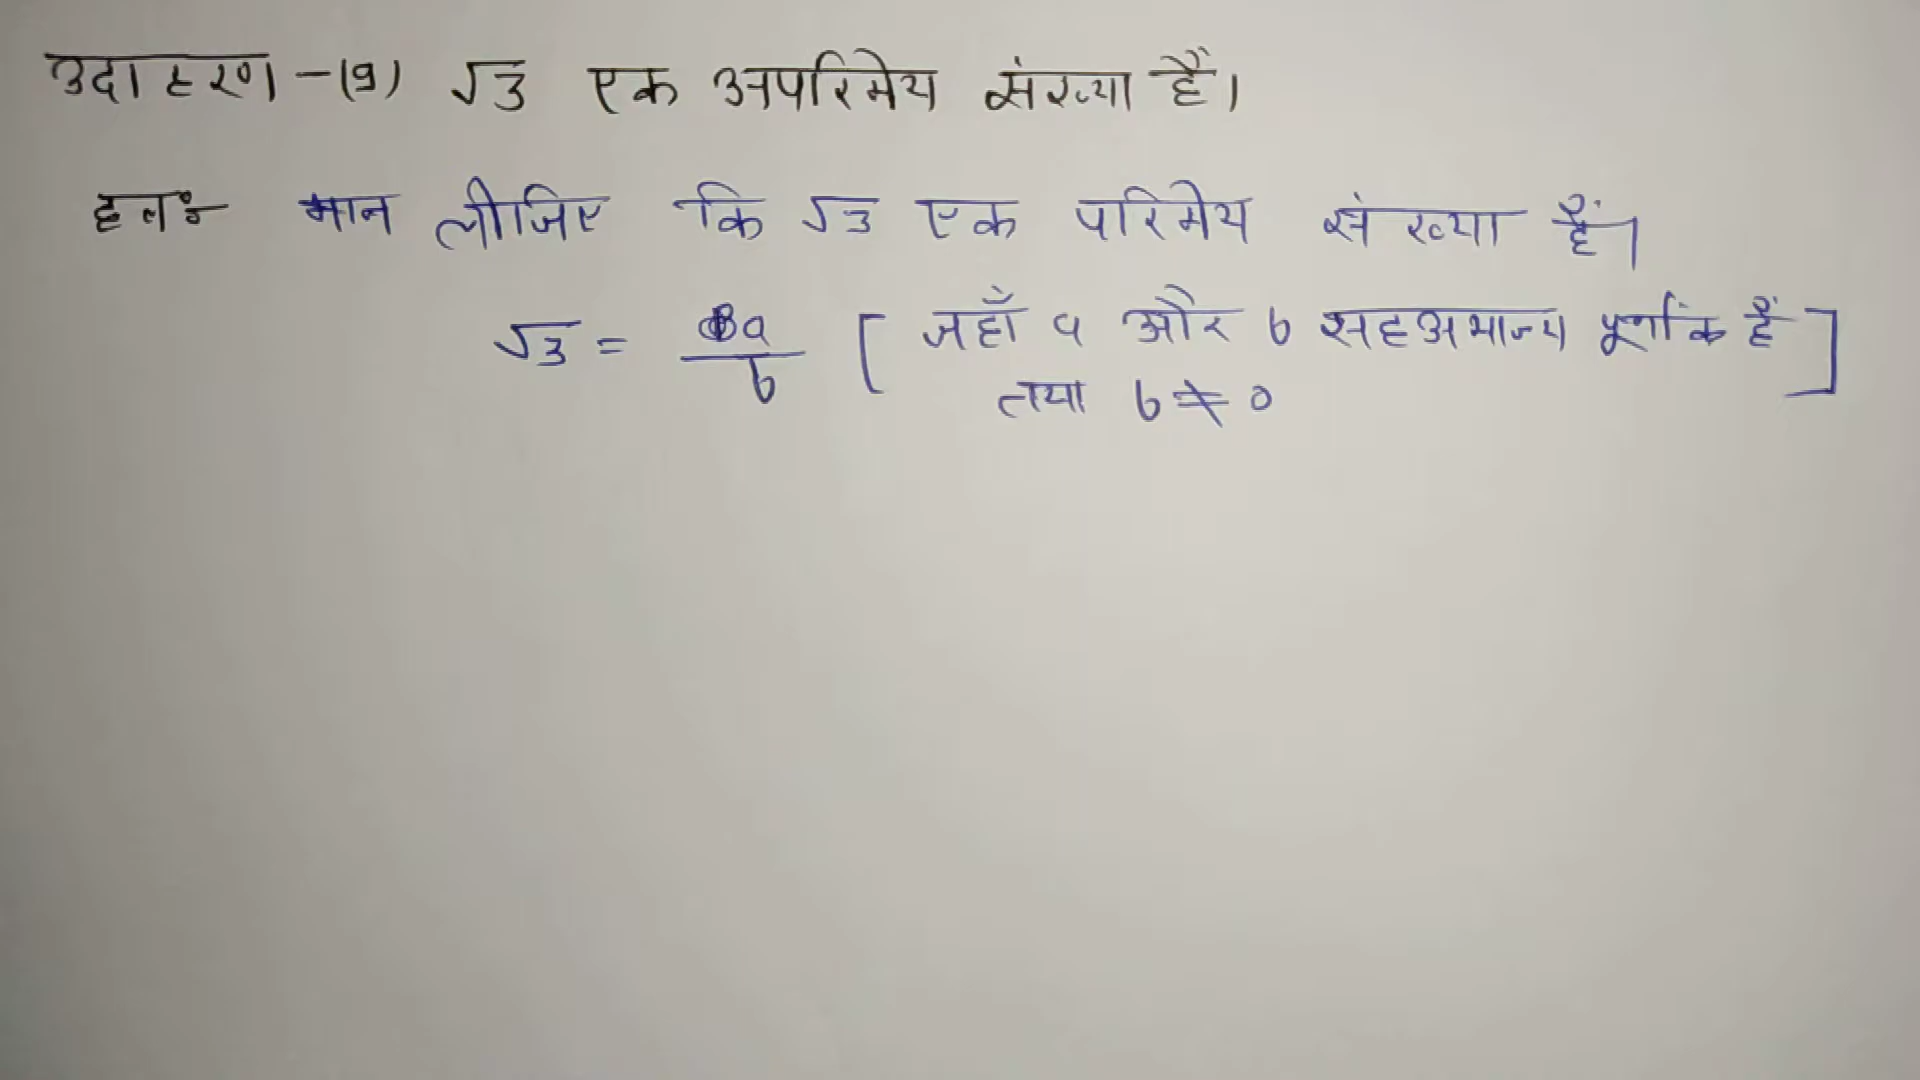 उदाहरण -(9) √3 एक अपरिमेय संख्या हैं।
हल:- मान लीजिए कि √3 एक परिमेय संख्या हैं।
√3 = a/b [ जहाँ a और b सहअभाज्य पूर्णांक हैं
तथा b ≠ 0 ]